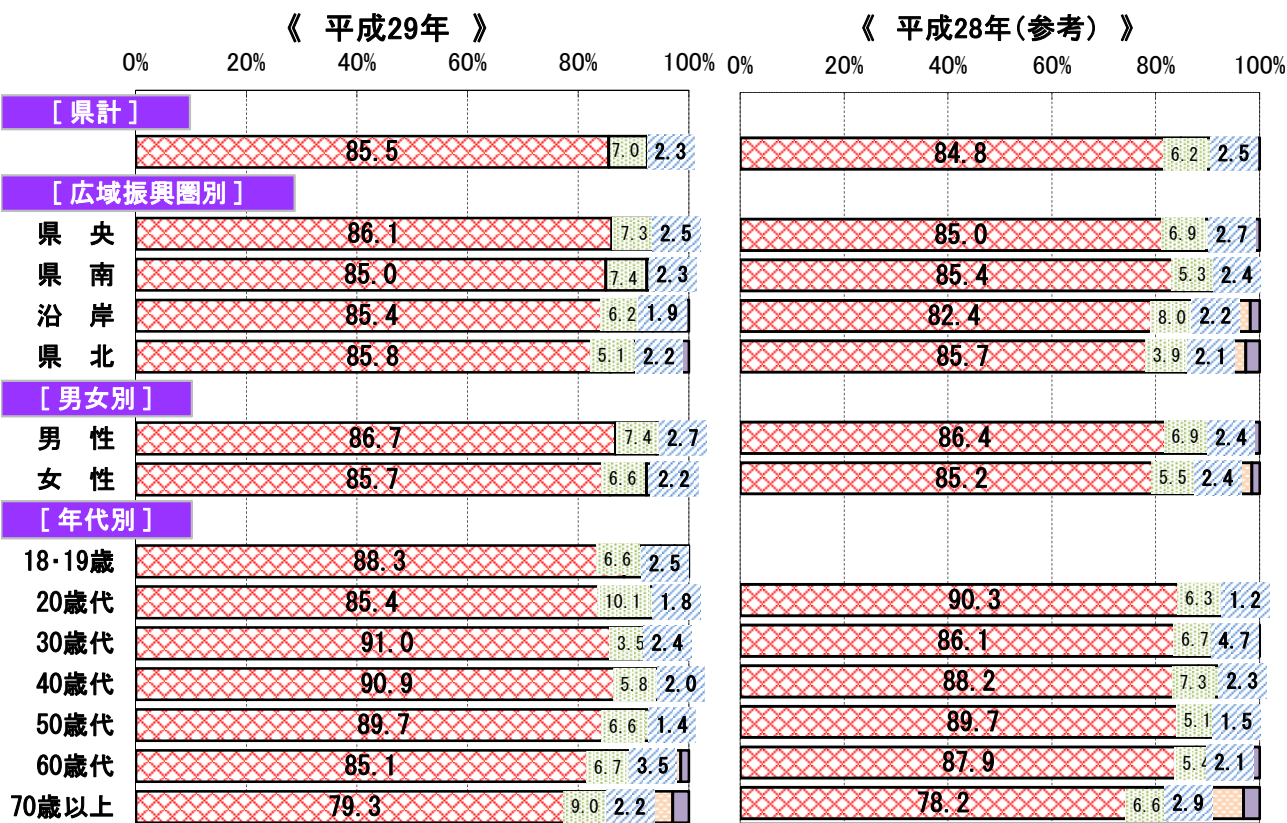 《 平成29年 》 《 平成28年(参考) 》
0% 20% 40% 60% 80% 100% 0% 20% 40% 60% 80% 100%
[県計]
85.5 7.0 2.3 84.8 6.2 2.5
[広域振興圏別]
県 央 86.1 7.3 2.5 85.0 6.9 2.7
県 南 85.0 7.4 2.3 85.4 5.3 2.4
沿 岸 85.4 6.2 1.9 82.4 8.0 2.2
県 北 85.8 5.1 2.2 85.7 3.9 2.1
[男女別]
男 性 86.7 7.4 2.7 86.4 6.9 2.4
女 性 85.7 6.6 2.2 85.2 5.5 2.4
[年代別]
18・19歳 88.3 6.6 2.5
20歳代 85.4 10.1 1.8 90.3 6.3 1.2
30歳代 91.0 3.5 2.4 86.1 6.7 4.7
40歳代 90.9 5.8 2.0 88.2 7.3 2.3
50歳代 89.7 6.6 1.4 89.7 5.1 1.5
60歳代 85.1 6.7 3.5 87.9 5.4 2.1
70歳以上 79.3 9.0 2.2 78.2 6.6 2.9